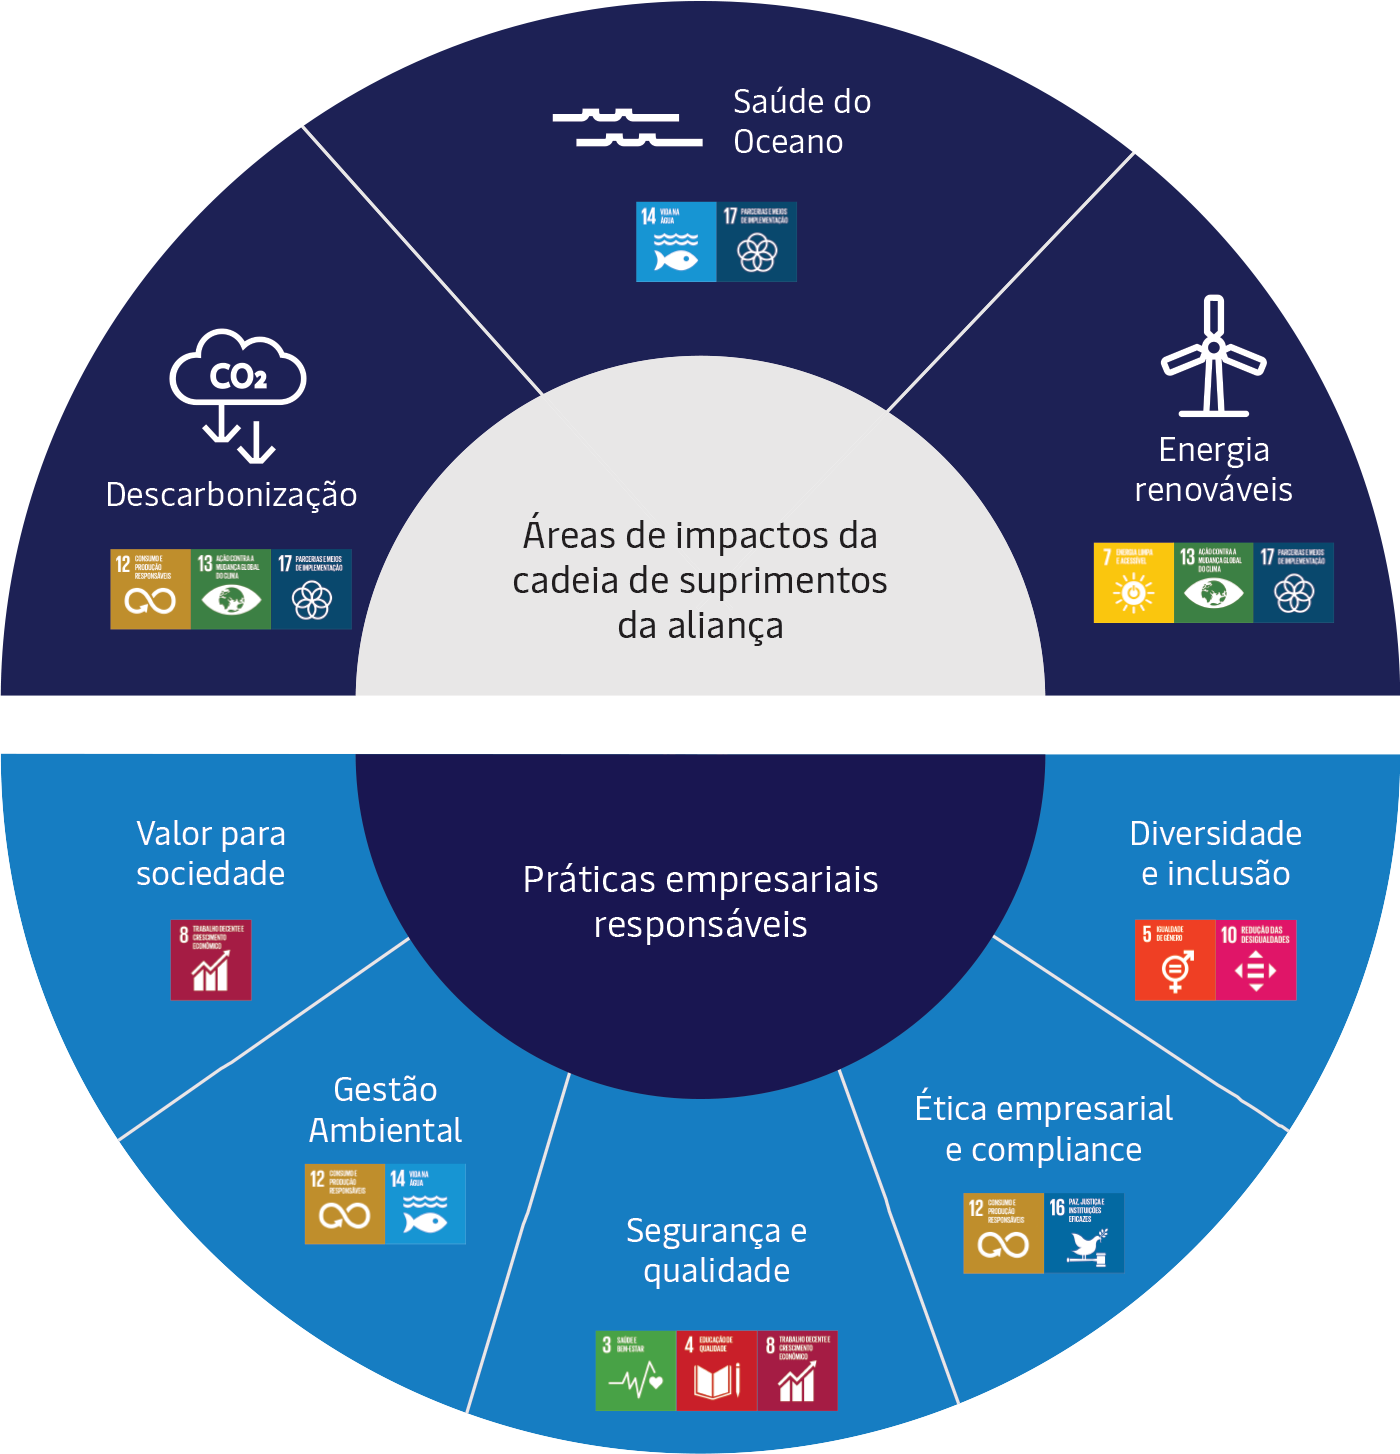 Saúde do
Oceano
14 VIDA NA
ÁGUA
17 PARCERIAS E MEIOS
DE IMPLEMENTAÇÃO
CO2
Descarbonização
12 CONSUMO E
PRODUÇÃO
RESPONSÁVEIS
13 AÇÃO CONTRA A
MUDANÇA GLOBAL
DO CLIMA
17 PARCERIAS E MEIOS
DE IMPLEMENTAÇÃO
Energia
renováveis
7 ENERGIA LIMPA
E ACESSÍVEL
13 AÇÃO CONTRA A
MUDANÇA GLOBAL
DO CLIMA
17 PARCERIAS E MEIOS
DE IMPLEMENTAÇÃO
Áreas de impactos da
cadeia de suprimentos
da aliança
Práticas empresariais
responsáveis
Valor para
sociedade
8 TRABALHO DECENTE E
CRESCIMENTO
ECONÔMICO
Diversidade
e inclusão
5 IGUALDADE
DE GÊNERO
10 REDUÇÃO DAS
DESIGUALDADES
Gestão
Ambiental
12 CONSUMO E
PRODUÇÃO
RESPONSÁVEIS
14 VIDA NA
ÁGUA
Ética empresarial
e compliance
12 CONSUMO E
PRODUÇÃO
RESPONSÁVEIS
16 PAZ, JUSTIÇA E
INSTITUIÇÕES
EFICAZES
Segurança e
qualidade
3 SAÚDE E
BEM-ESTAR
4 EDUCAÇÃO DE
QUALIDADE
8 TRABALHO DECENTE E
CRESCIMENTO
ECONÔMICO